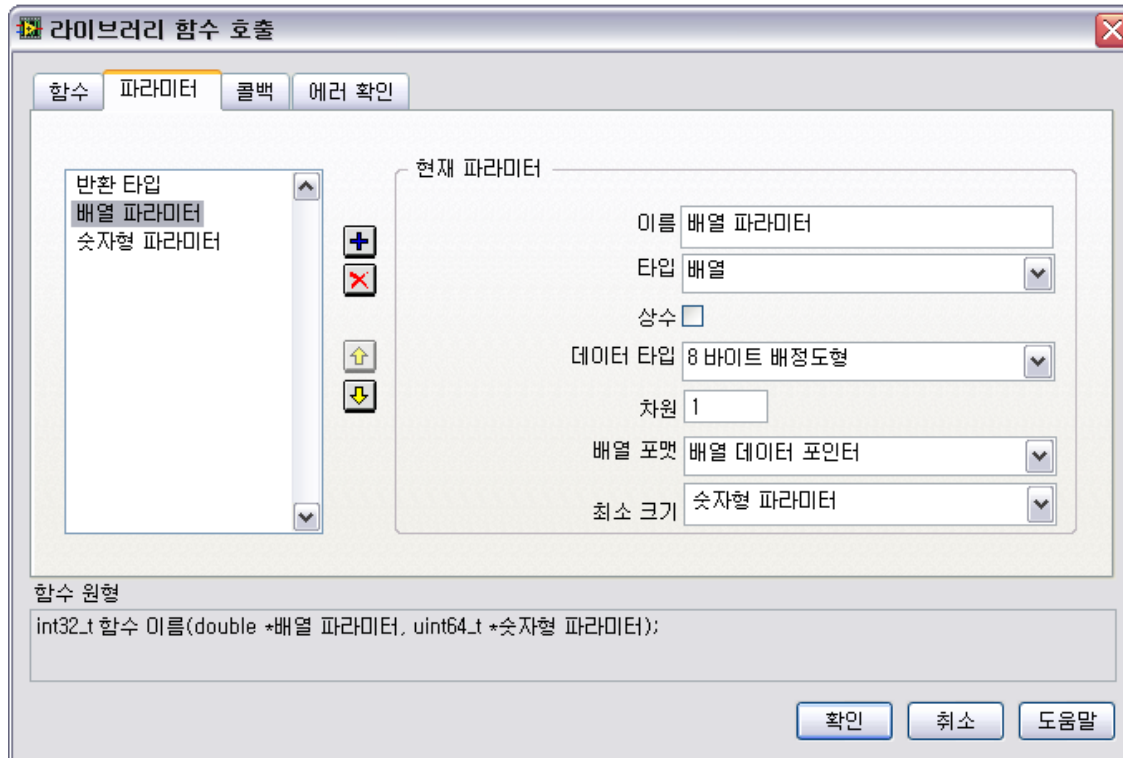 라이브러리 함수 호출
함수 파라미터 콜백 에러 확인
반환 타입
배열 파라미터
숫자형 파라미터
현재 파라미터
이름 배열 파라미터
타입 배열
상수
데이터 타입 8 바이트 배정도형
차원 1
배열 포맷 배열 데이터 포인터
최소 크기 숫자형 파라미터
함수 원형
int32_t 함수 이름(double *배열 파라미터, uint64_t *숫자형 파라미터);
확인 취소 도움말